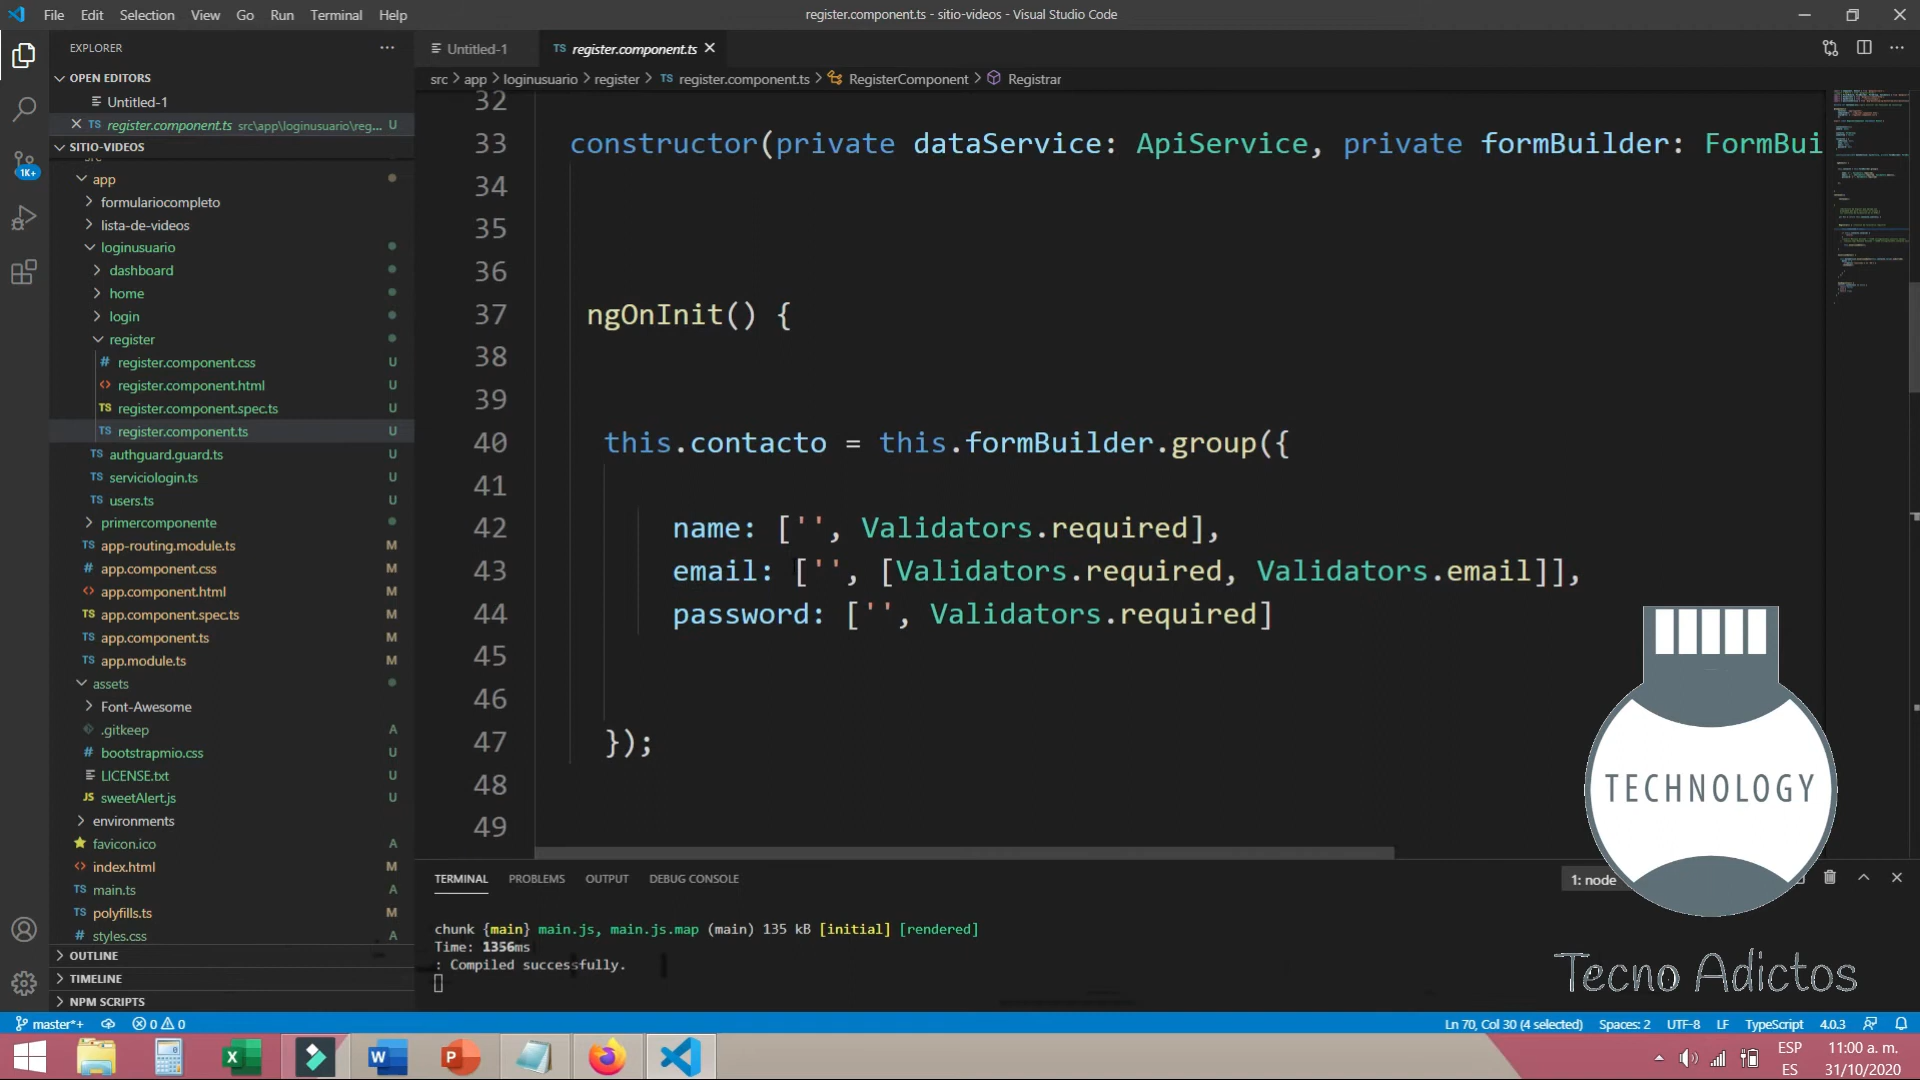 File Edit Selection View Go Run Terminal Help
register.component.ts - sitio-videos - Visual Studio Code
EXPLORER
OPEN EDITORS
Untitled-1
register.component.ts src\app\loginusuario\reg... U
SITIO-VIDEOS
src
app
formulariocompleto
lista-de-videos
loginusuario
dashboard
home
login
register
register.component.css U
register.component.html U
register.component.spec.ts U
register.component.ts U
authguard.guard.ts U
serviciologin.ts U
users.ts U
primercomponente
app-routing.module.ts M
app.component.css M
app.component.html M
app.component.spec.ts M
app.component.ts M
app.module.ts M
assets
Font-Awesome
.gitkeep A
bootstrapmio.css U
LICENSE.txt U
sweetAlert.js U
environments
favicon.ico A
index.html M
main.ts A
polyfills.ts M
styles.css A
OUTLINE
TIMELINE
NPM SCRIPTS
1K+
Untitled-1
TS register.component.ts
src > app > loginusuario > register > TS register.component.ts > RegisterComponent > Registrar
32
33 constructor(private dataService: ApiService, private formBuilder: FormBui
34
35
36
37 ngOnInit() {
38
39
40 this.contacto = this.formBuilder.group({
41
42 name: ['', Validators.required],
43 email: ['', [Validators.required, Validators.email]],
44 password: ['', Validators.required]
45
46
47 });
48
49
TECHNOLOGY
Tecno Adictos
TERMINAL PROBLEMS OUTPUT DEBUG CONSOLE
1: node
chunk {main} main.js, main.js.map (main) 135 kB [initial] [rendered]
Time: 1356ms
: Compiled successfully.
master*+ 0 0
Ln 70, Col 30 (4 selected) Spaces: 2 UTF-8 LF TypeScript 4.0.3
ESP
ES
11:00 a. m.
31/10/2020